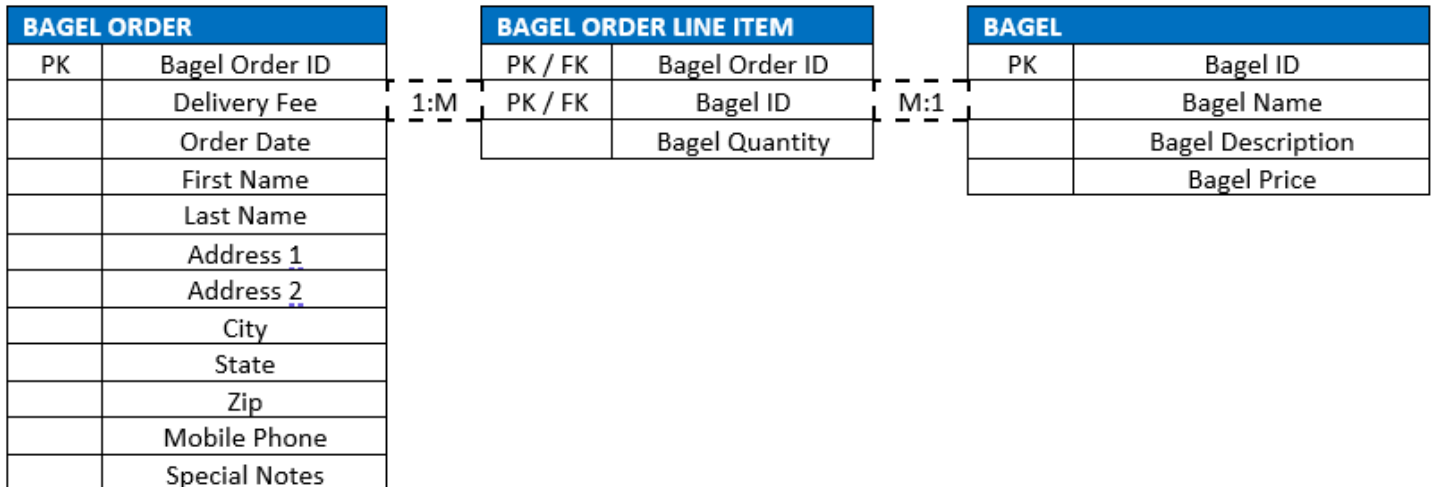 BAGEL ORDER
PK Bagel Order ID
Delivery Fee
Order Date
First Name
Last Name
Address 1
Address 2
City
State
Zip
Mobile Phone
Special Notes
1:M
BAGEL ORDER LINE ITEM
PK / FK Bagel Order ID
PK / FK Bagel ID
Bagel Quantity
M:1
BAGEL
PK Bagel ID
Bagel Name
Bagel Description
Bagel Price